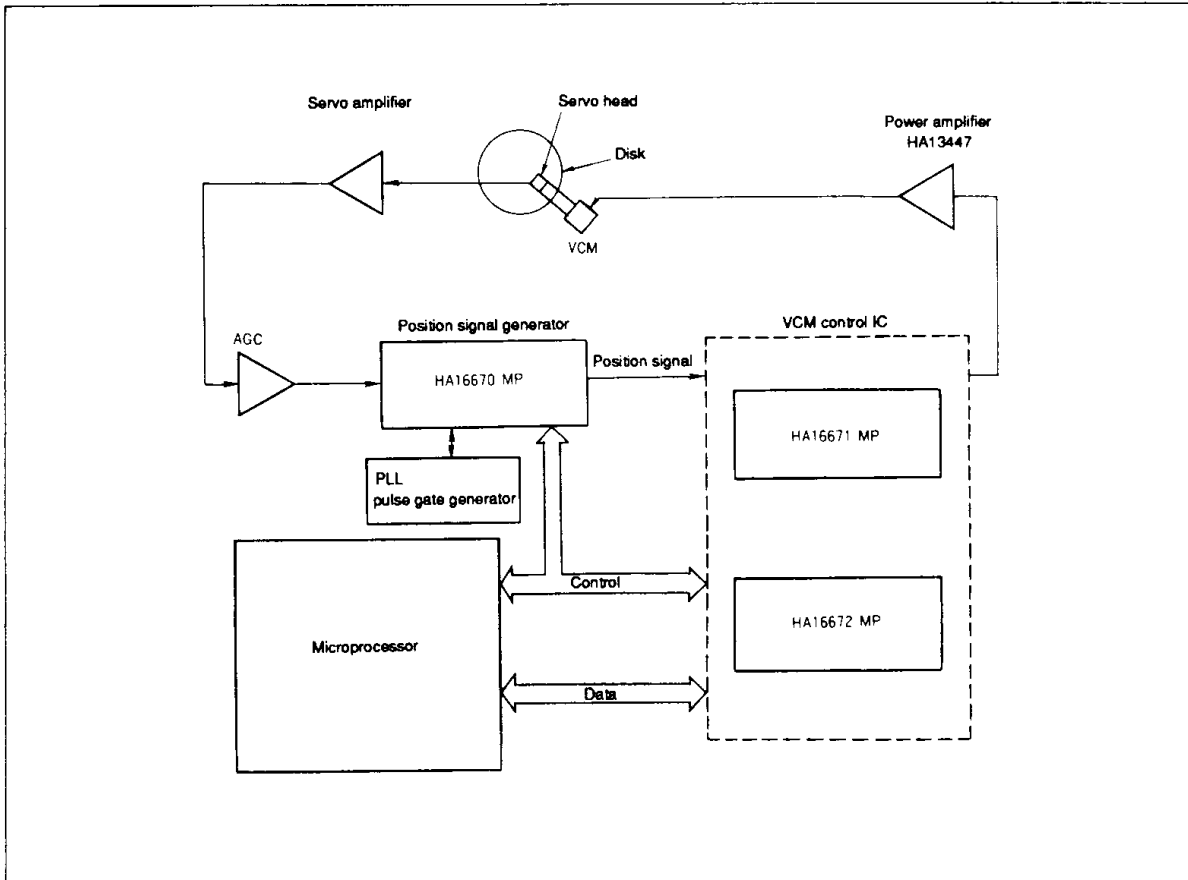 Servo amplifier
Servo head
Disk
VCM
Power amplifier
HA13447
AGC
Position signal generator
HA16670 MP
Position signal
VCM control IC
HA16671 MP
PLL
pulse gate generator
Control
HA16672 MP
Microprocessor
Data